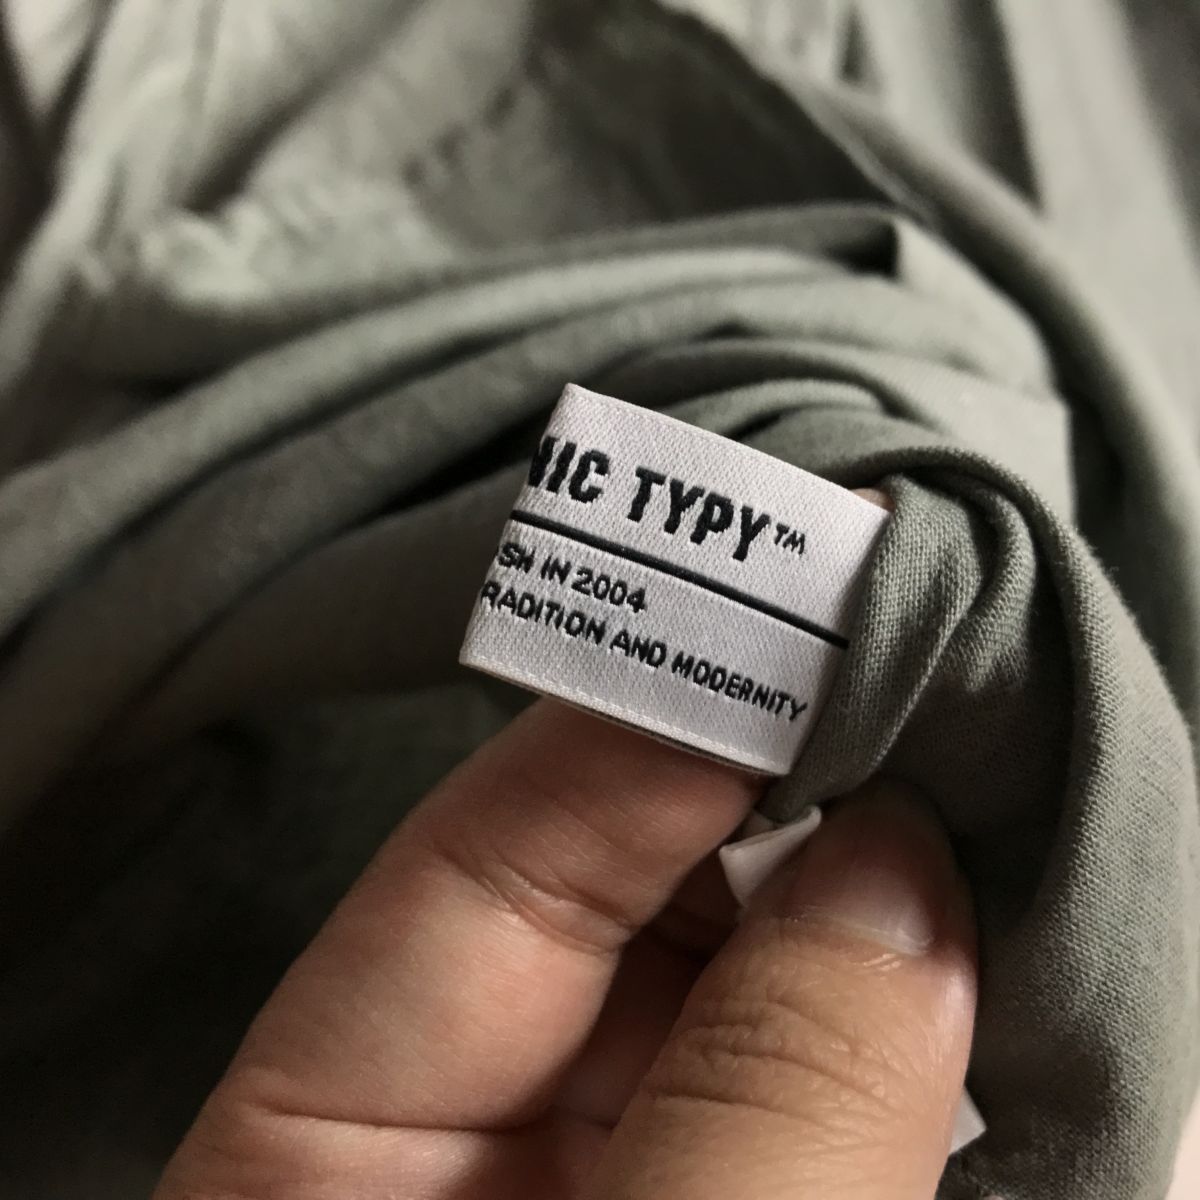 NIC TYPY™
SH IN 2004
RADITION AND MODERNITY